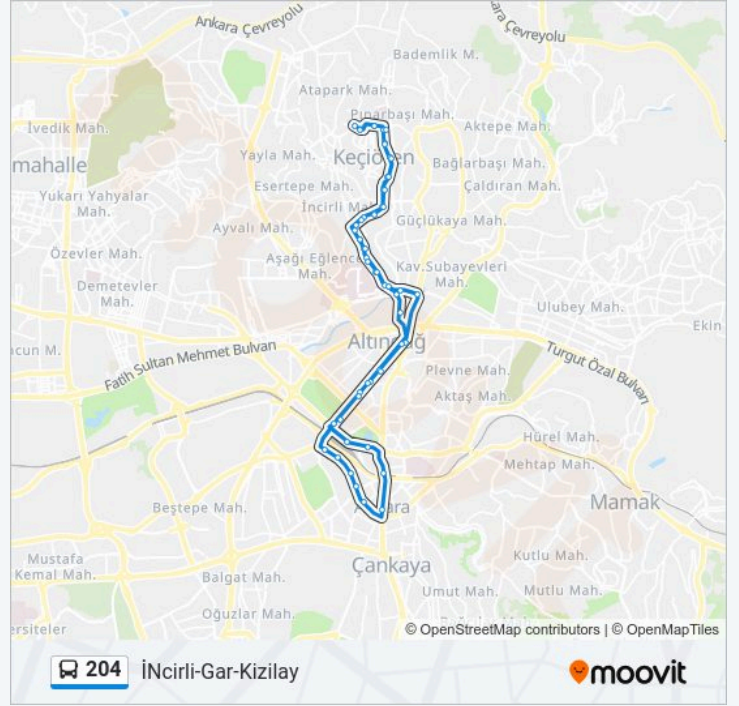 Ankara Çevreyolu
ara Çevreyolu
Bademlik M.
Atapark Mah.
Pınarbaşı Mah.
İvedik Mah.
Aktepe Mah.
mahalle
Yayla Mah.
Keçiören
Bağlarbaşı Mah.
Yukarı Yahyalar
Mah.
Esertepe Mah.
Çaldıran Mah.
İncirli Ma
Ayvalı Mah.
Güçlükaya Mah.
Özevler Mah.
Aşağı Eğlence
Mah.
Kav.Subayevleri
Mah.
Demetevler
Mah.
Ulubey Mah.
Ekin
acun M.
Altındağ
Fatih Sultan Mehmet Bulvarı
Turgut Özal Bulvarı
Plevne Mah.
Aktaş Mah.
Hürel Mah.
Mehtap Mah.
Beştepe Mah.
Ankara
Mamak
Mustafa
Kemal Mah.
Çankaya
Kutlu Mah.
Balgat Mah.
Umut Mah.
Mutlu Mah.
Oğuzlar Mah.
ersiteler
© OpenStreetMap contributors | © OpenMapTiles
204 İNcirli-Gar-Kizilay
moovit